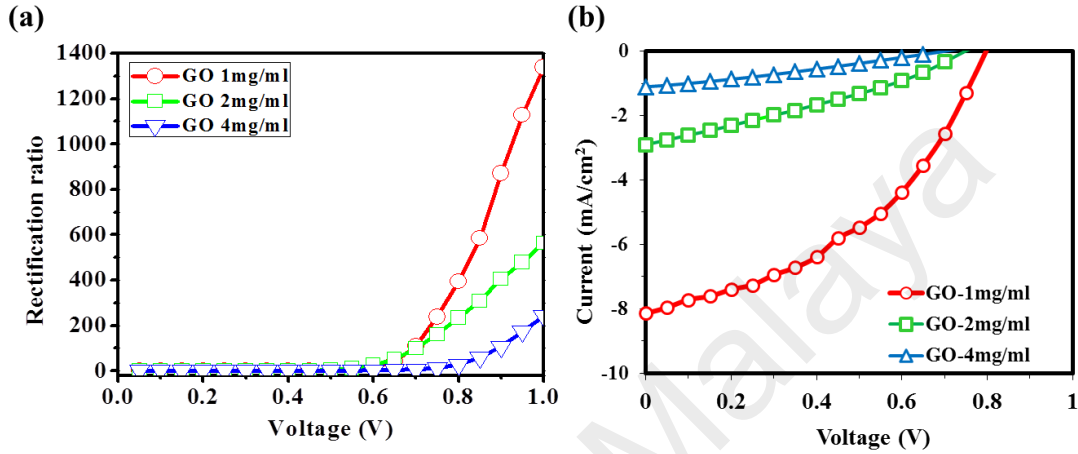 (a)
1400
1200
1000
800
600
400
200
0
0.0 0.2 0.4 0.6 0.8 1.0
Rectification ratio
Voltage (V)
GO 1mg/ml
GO 2mg/ml
GO 4mg/ml
(b)
0
-2
-4
-6
-8
-10
0 0.2 0.4 0.6 0.8 1
Current (mA/cm²)
Voltage (V)
GO-1mg/ml
GO-2mg/ml
GO-4mg/ml
Malaya